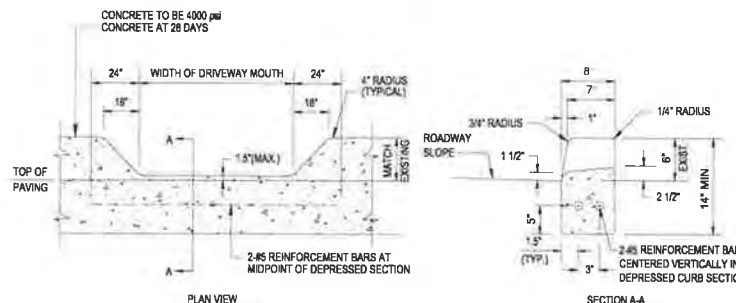 CONCRETE TO BE 4000 psi
CONCRETE AT 28 DAYS
24"
WIDTH OF DRIVEWAY MOUTH
24"
18"
18"
4" RADIUS
(TYPICAL)
A
1.5"(MAX.)
MATCH
EXISTING
TOP OF
PAVING
2-#5 REINFORCEMENT BARS AT
MIDPOINT OF DEPRESSED SECTION
A
PLAN VIEW
8"
7"
1"
3/4" RADIUS
1/4" RADIUS
ROADWAY
SLOPE
1 1/2"
6"
EXIST
14" MIN
2 1/2"
5"
1.5"
(TYP.)
3"
2-#5 REINFORCEMENT BAR
CENTERED VERTICALLY IN
DEPRESSED CURB SECTION
SECTION A-A